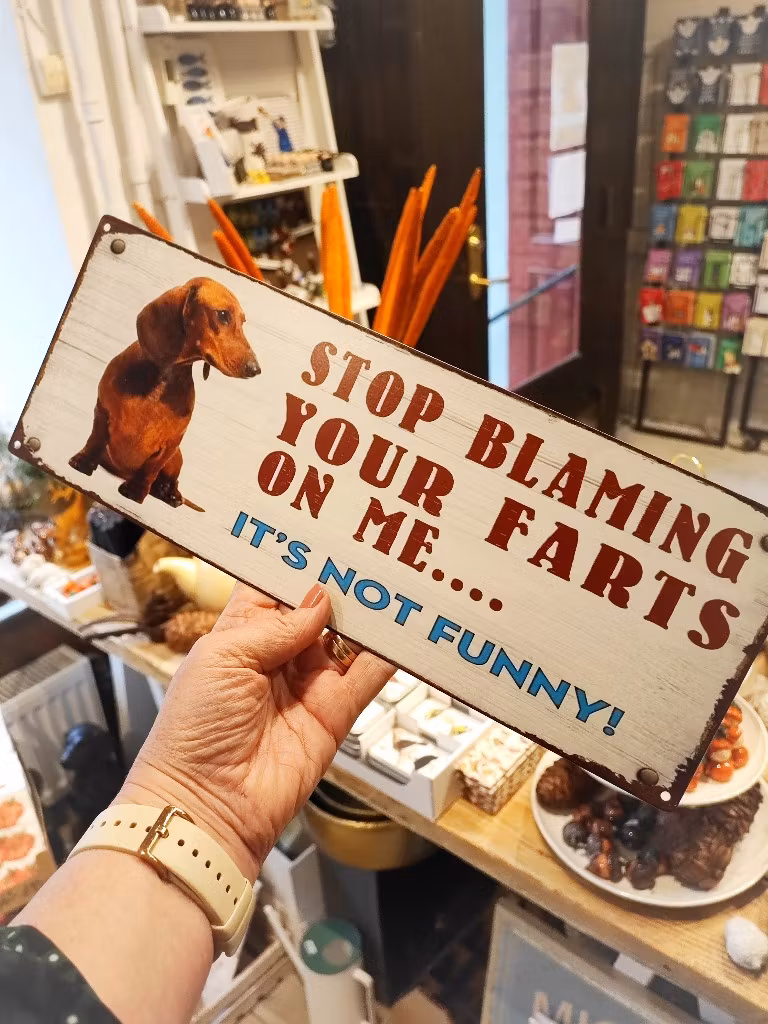 STOP BLAMING
YOUR FARTS
ON ME....
IT'S NOT FUNNY!